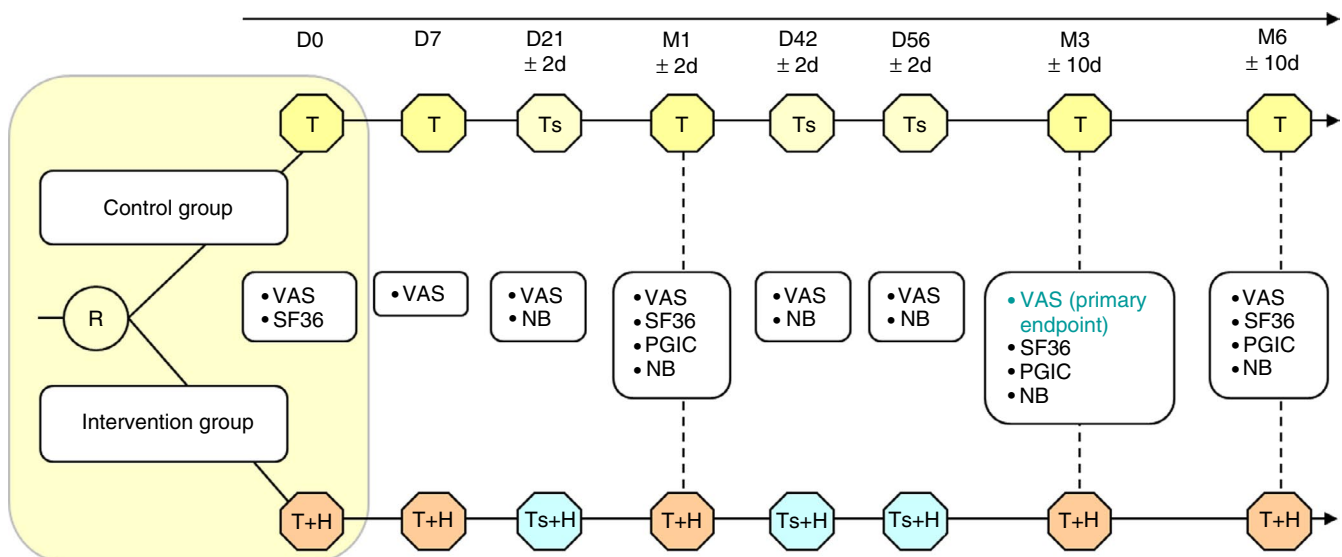 D0 D7 D21 M1 D42 D56 M3 M6
± 2d ± 2d ± 2d ± 2d ± 10d ± 10d
T T Ts T Ts Ts T T
Control group
R
• VAS
• SF36
• VAS
• VAS
• NB
• VAS
• SF36
• PGIC
• NB
• VAS
• NB
• VAS
• NB
• VAS (primary
endpoint)
• SF36
• PGIC
• NB
• VAS
• SF36
• PGIC
• NB
Intervention group
T+H T+H Ts+H T+H Ts+H Ts+H T+H T+H